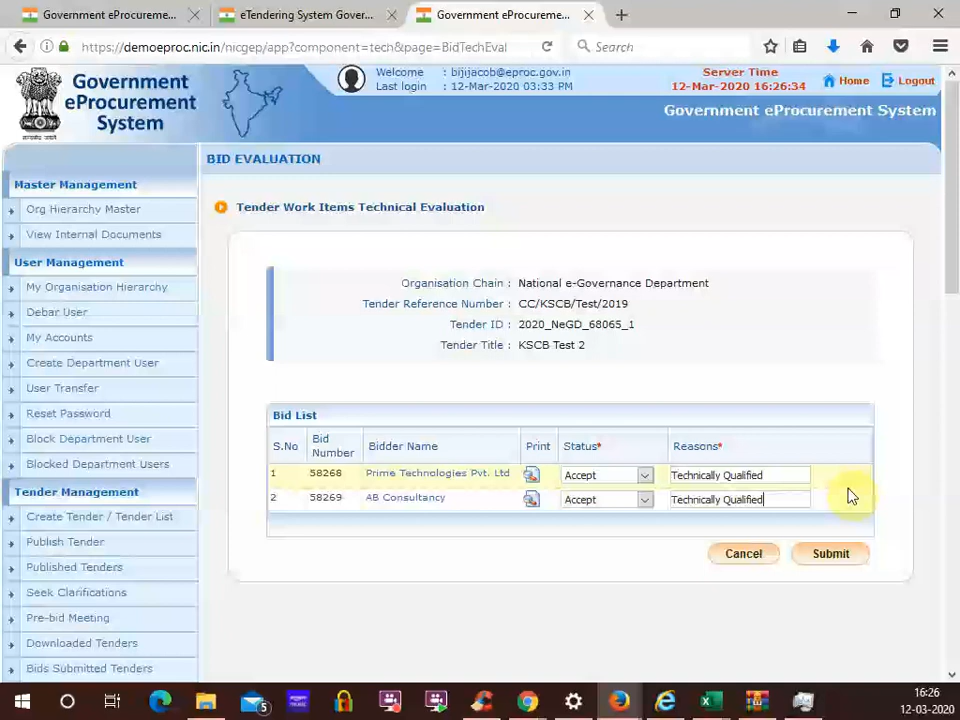 Government eProcureme...
eTendering System Gover...
Government eProcureme...
https://demoeproc.nic.in/nicgep/app?component=tech&page=BidTechEval
Search
Government
eProcurement
System
Welcome : bijijacob@eproc.gov.in
Last login : 12-Mar-2020 03:33 PM
Server Time
12-Mar-2020 16:26:34
Home
Logout
Government eProcurement System
BID EVALUATION
Master Management
Org Hierarchy Master
View Internal Documents
User Management
My Organisation Hierarchy
Debar User
My Accounts
Create Department User
User Transfer
Reset Password
Block Department User
Blocked Department Users
Tender Management
Create Tender / Tender List
Publish Tender
Published Tenders
Seek Clarifications
Pre-bid Meeting
Downloaded Tenders
Bids Submitted Tenders
Tender Work Items Technical Evaluation
Organisation Chain : National e-Governance Department
Tender Reference Number : CC/KSCB/Test/2019
Tender ID : 2020_NeGD_68065_1
Tender Title : KSCB Test 2
Bid List
S.No Bid Number Bidder Name Print Status* Reasons*
1 58268 Prime Technologies Pvt. Ltd Accept Technically Qualified
2 58269 AB Consultancy Accept Technically Qualified
Cancel Submit
5
16:26
12-03-2020